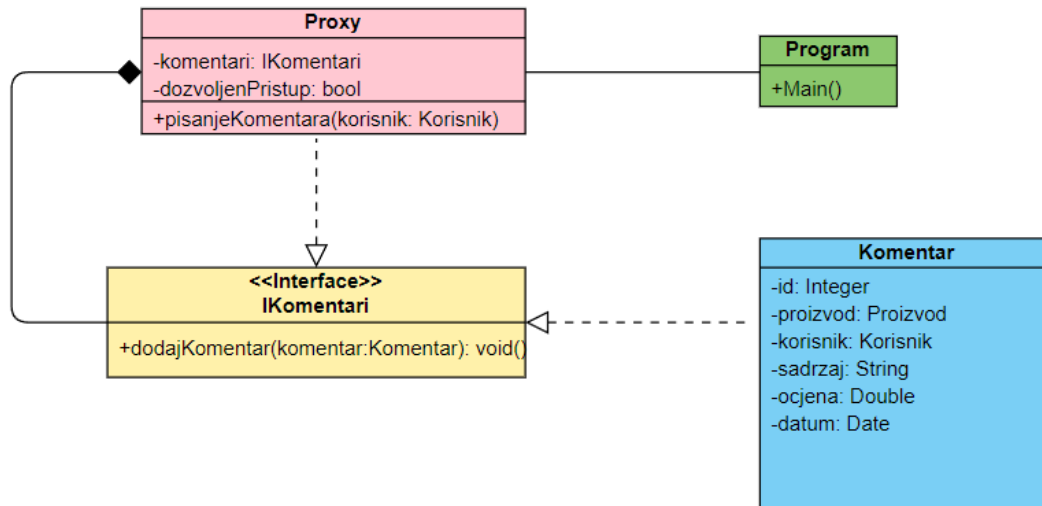 Proxy
-komentari: IKomentari
-dozvoljenPristup: bool
+pisanjeKomentara(korisnik: Korisnik)
Program
+Main()
<<Interface>>
IKomentari
+dodajKomentar(komentar:Komentar): void()
Komentar
-id: Integer
-proizvod: Proizvod
-korisnik: Korisnik
-sadrzaj: String
-ocjena: Double
-datum: Date